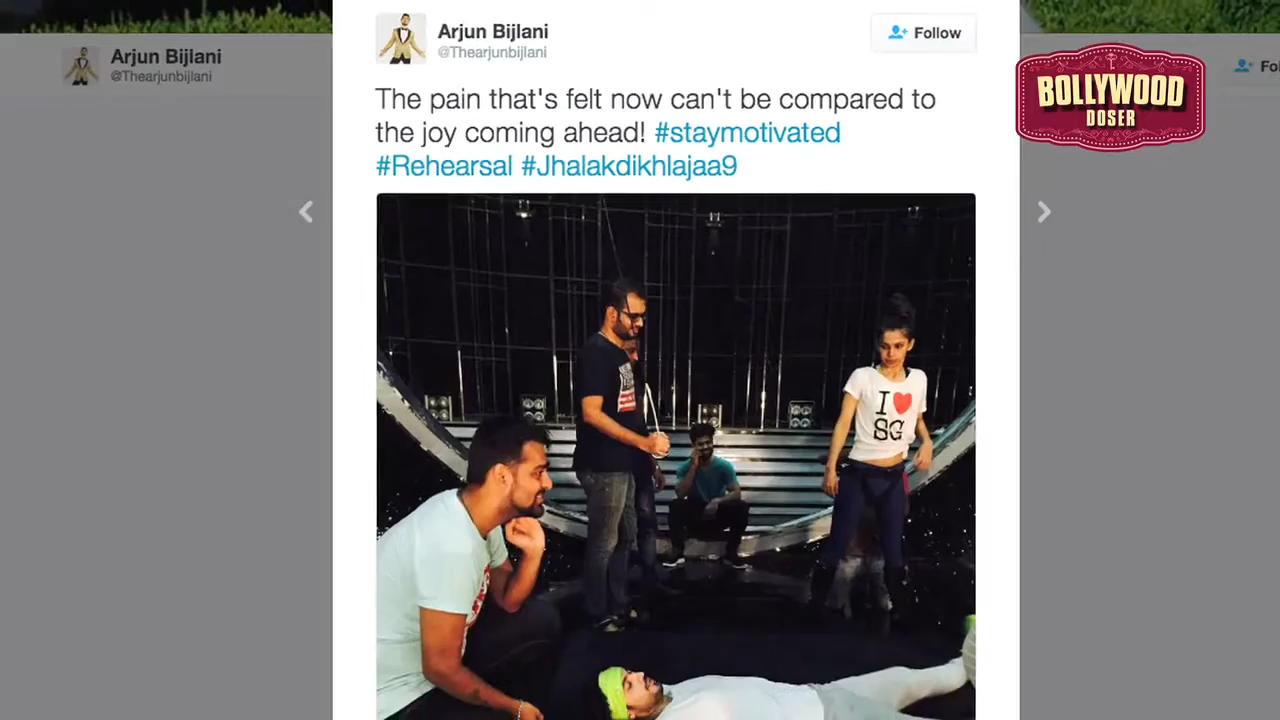 Arjun Bijlani
@Thearjunbijlani
Follow
The pain that's felt now can't be compared to
the joy coming ahead! #staymotivated
#Rehearsal #Jhalakdikhlajaa9
Arjun Bijlani
@Thearjunbijlani
Fol
BOLLYWOOD
DOSER
I
SG